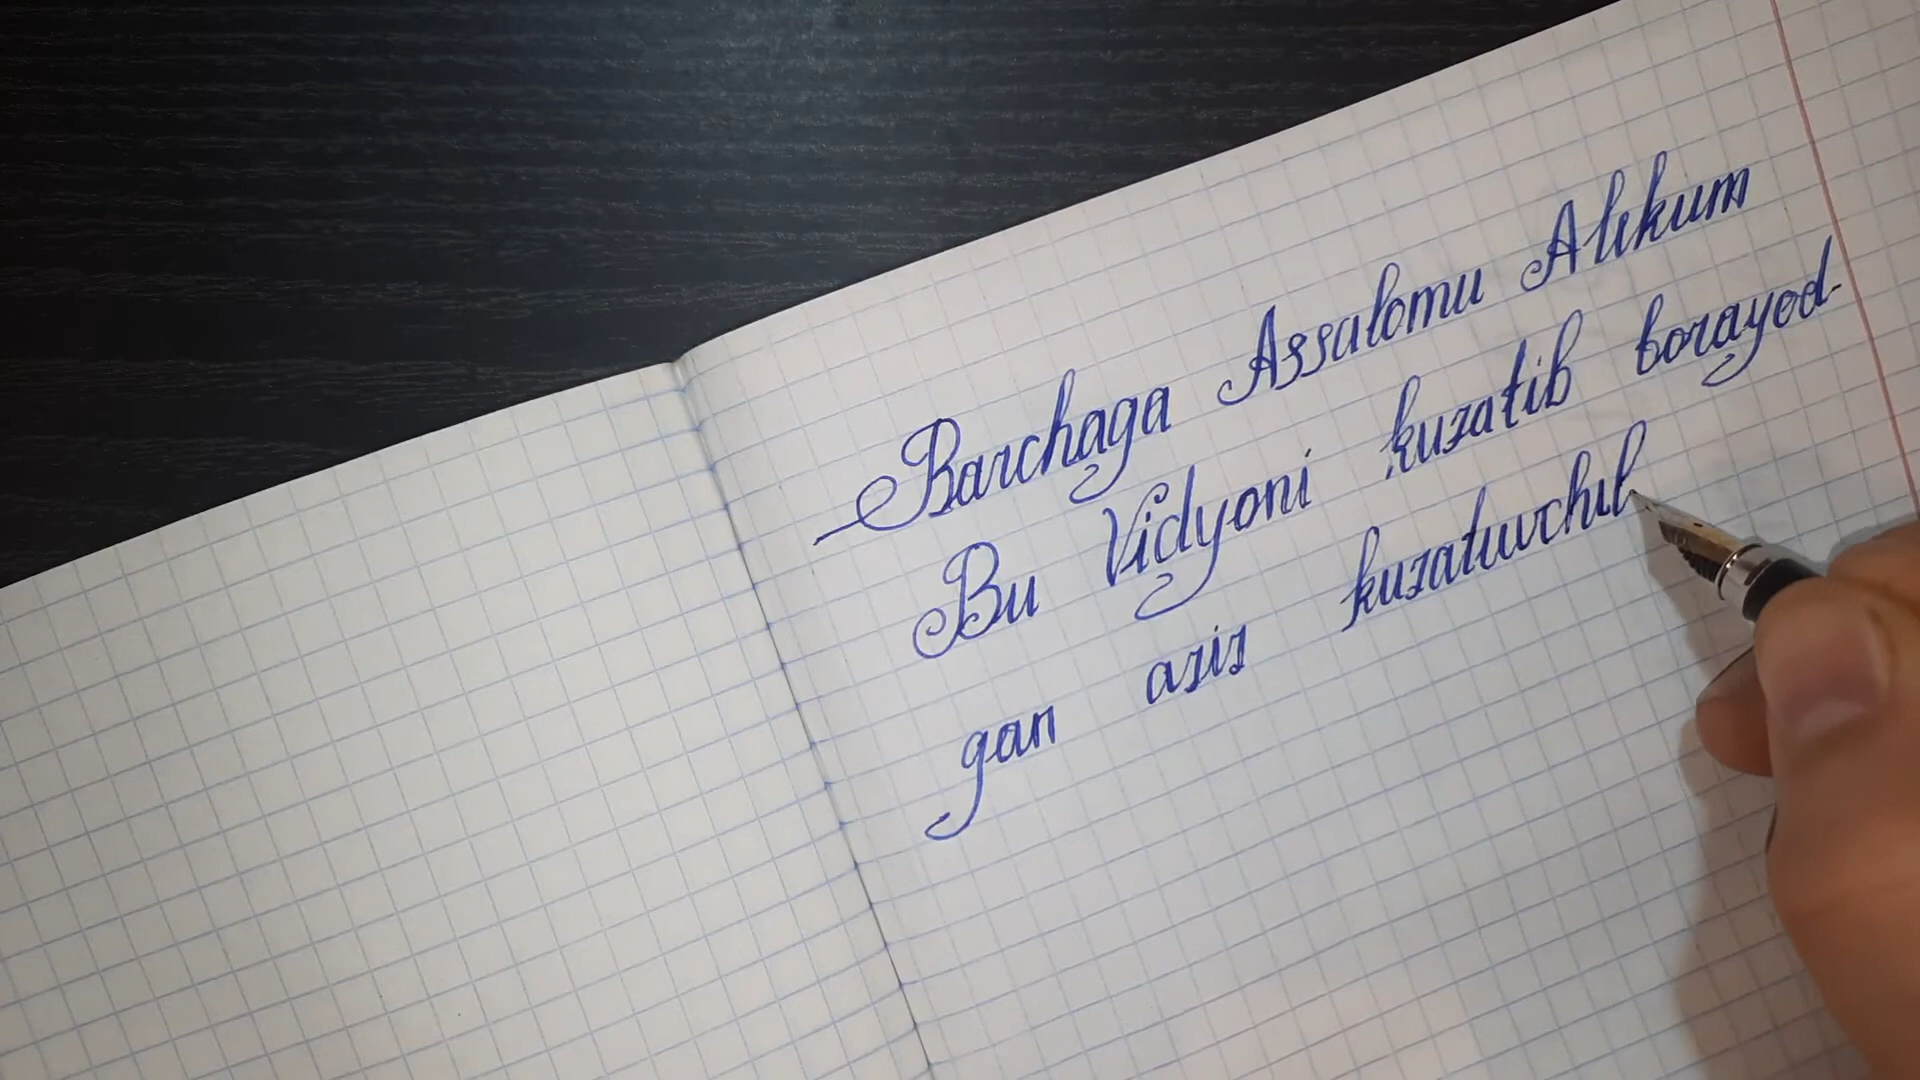 Barchaga Assalomu Alekum
Bu Vidyoni kuzatib borayod-
gan aziz kuzatuvchil